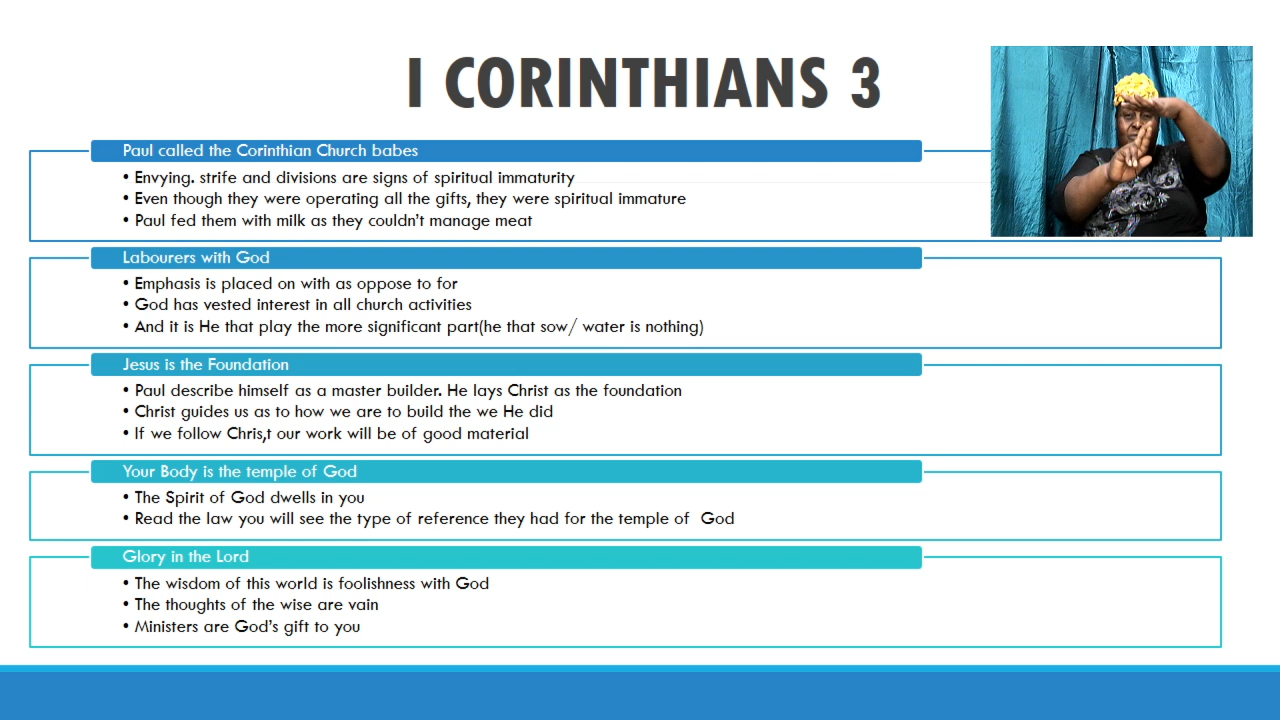 I CORINTHIANS 3
Paul called the Corinthian Church babes
• Envying. strife and divisions are signs of spiritual immaturity
• Even though they were operating all the gifts, they were spiritual immature
• Paul fed them with milk as they couldn't manage meat
Labourers with God
• Emphasis is placed on with as oppose to for
• God has vested interest in all church activities
• And it is He that play the more significant part(he that sow/ water is nothing)
Jesus is the Foundation
• Paul describe himself as a master builder. He lays Christ as the foundation
• Christ guides us as to how we are to build the we He did
• If we follow Chris,t our work will be of good material
Your Body is the temple of God
• The Spirit of God dwells in you
• Read the law you will see the type of reference they had for the temple of  God
Glory in the Lord
• The wisdom of this world is foolishness with God
• The thoughts of the wise are vain
• Ministers are God's gift to you